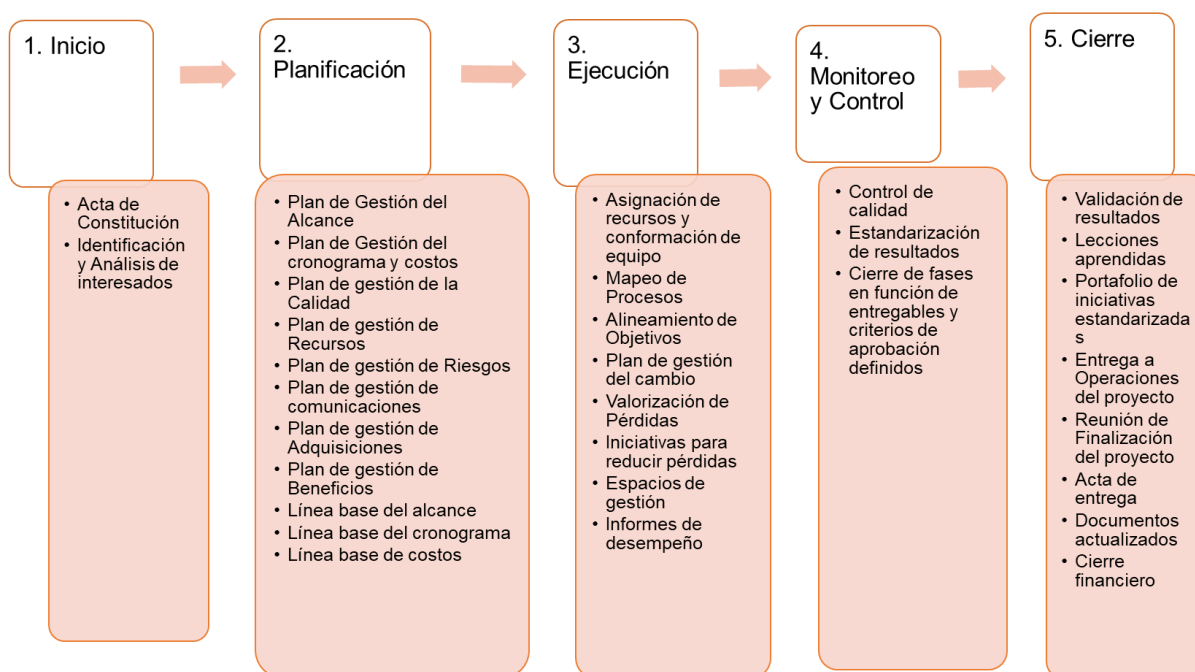 1. Inicio
• Acta de
Constitución
• Identificación
y Análisis de
interesados
2.
Planificación
• Plan de Gestión del
Alcance
• Plan de Gestión del
cronograma y costos
• Plan de gestión de la
Calidad
• Plan de gestión de
Recursos
• Plan de gestión de Riesgos
• Plan de gestión de
comunicaciones
• Plan de gestión de
Adquisiciones
• Plan de gestión de
Beneficios
• Línea base del alcance
• Línea base del cronograma
• Línea base de costos
3.
Ejecución
• Asignación de
recursos y
conformación de
equipo
• Mapeo de
Procesos
• Alineamiento de
Objetivos
• Plan de gestión
del cambio
• Valorización de
Pérdidas
• Iniciativas para
reducir pérdidas
• Espacios de
gestión
• Informes de
desempeño
4.
Monitoreo
y Control
• Control de
calidad
• Estandarización
de resultados
• Cierre de fases
en función de
entregables y
criterios de
aprobación
definidos
5. Cierre
• Validación de
resultados
• Lecciones
aprendidas
• Portafolio de
iniciativas
estandarizada
s
• Entrega a
Operaciones
del proyecto
• Reunión de
Finalización
del proyecto
• Acta de
entrega
• Documentos
actualizados
• Cierre
financiero